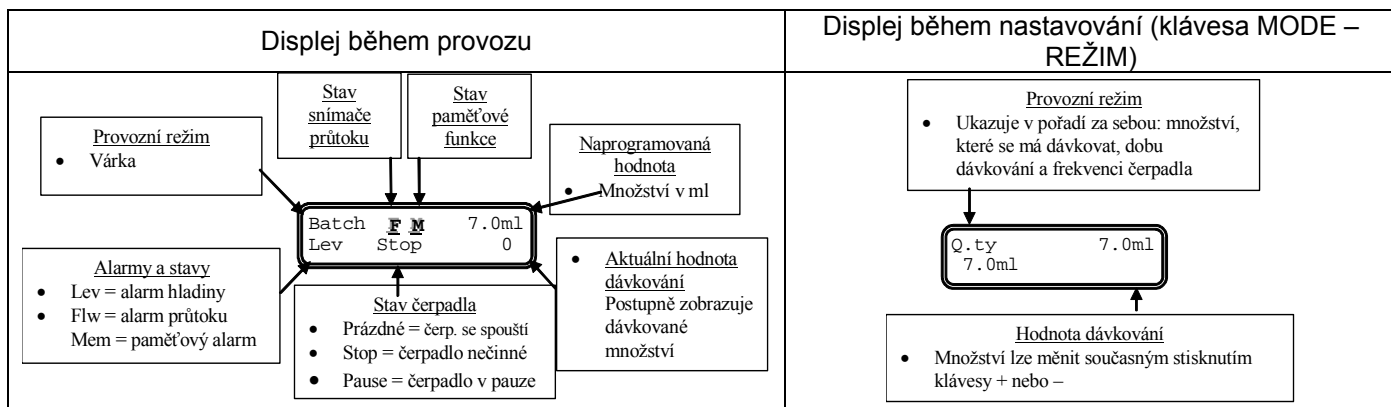 Displej během provozu
Displej během nastavování (klávesa MODE –
REŽIM)
Stav
snímače
průtoku
Stav
paměťové
funkce
Provozní režim
• Várka
Naprogramovaná
hodnota
• Množství v ml
Batch F M 7.0ml
Lev Stop 0
Alarmy a stavy
• Lev = alarm hladiny
• Flw = alarm průtoku
Mem = paměťový alarm
Stav čerpadla
• Prázdné = čerp. se spouští
• Stop = čerpadlo nečinné
• Pause = čerpadlo v pauze
• Aktuální hodnota
dávkování
Postupně zobrazuje
dávkované
množství
Provozní režim
• Ukazuje v pořadí za sebou: množství,
které se má dávkovat, dobu
dávkování a frekvenci čerpadla
Q.ty 7.0ml
7.0ml
Hodnota dávkování
• Množství lze měnit současným stisknutím
klávesy + nebo –